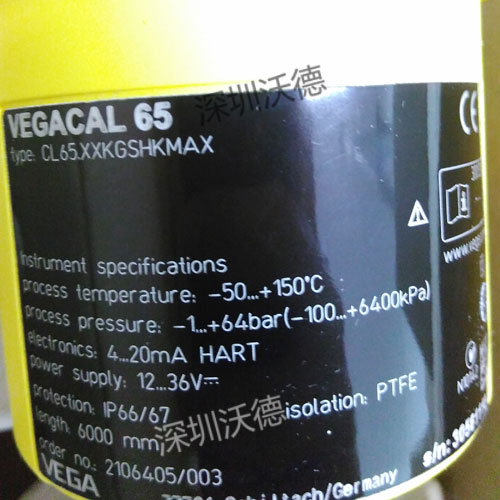 深圳沃德
VEGACAL 65
type: CL65.XXKGSHKMAX
CE
Instrument specifications
process temperature: -50...+150°C
process pressure: -1...+64bar(-100...+6400kPa)
electronics: 4...20mA HART
power supply: 12...36V⎓
protection: IP66/67
isolation: PTFE
length: 6000 mm
深圳沃德
order no.: 2106405/003
VEGA
/Germany
s/n:
www.